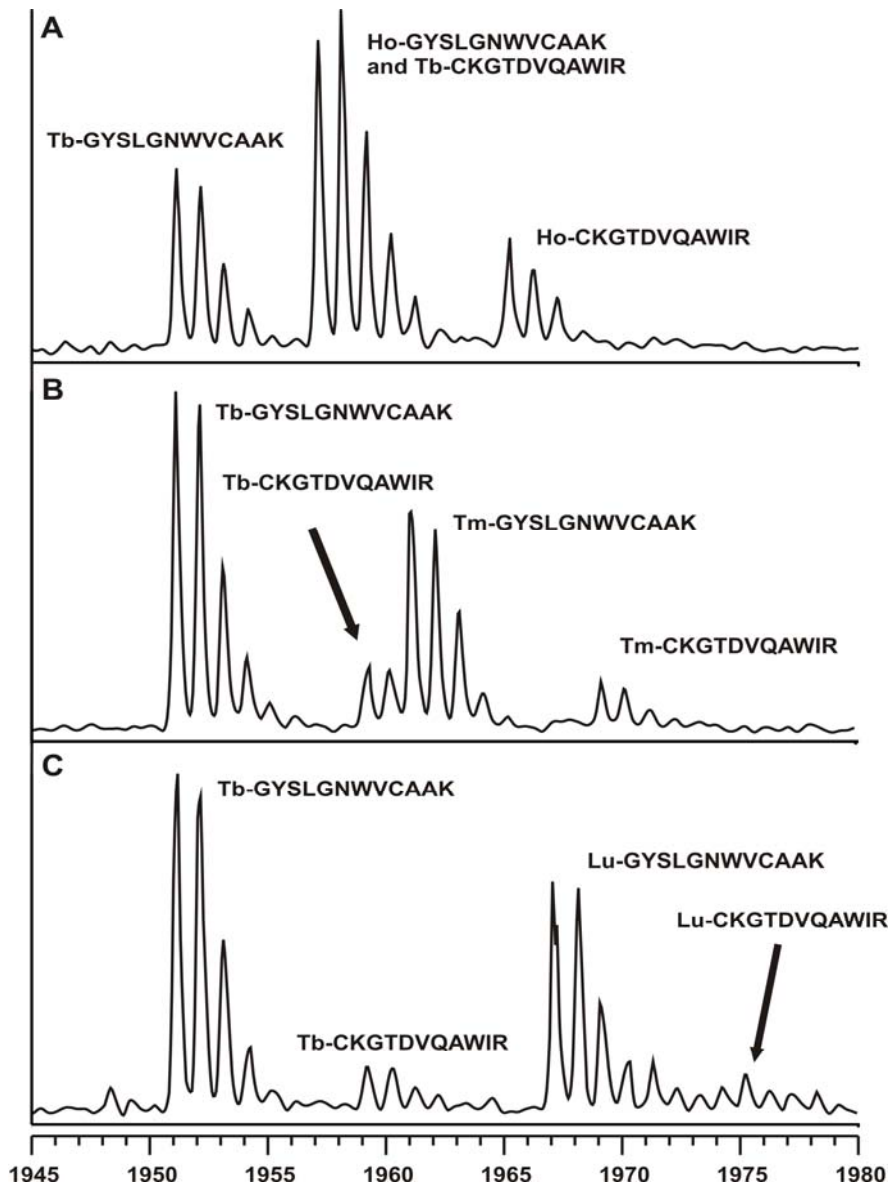 A
Ho-GYSLGNWVCAAK
and Tb-CKGTDVQAWIR
Tb-GYSLGNWVCAAK
Ho-CKGTDVQAWIR
B
Tb-GYSLGNWVCAAK
Tb-CKGTDVQAWIR
Tm-GYSLGNWVCAAK
Tm-CKGTDVQAWIR
C
Tb-GYSLGNWVCAAK
Lu-GYSLGNWVCAAK
Lu-CKGTDVQAWIR
Tb-CKGTDVQAWIR
1945 1950 1955 1960 1965 1970 1975 1980